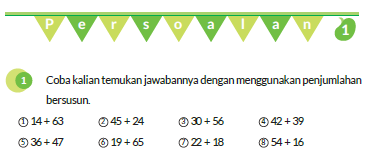 Persoalan 1
1 Coba kalian temukan jawabannya dengan menggunakan penjumlahan
bersusun.
① 14 + 63 ② 45 + 24 ③ 30 + 56 ④ 42 + 39
⑤ 36 + 47 ⑥ 19 + 65 ⑦ 22 + 18 ⑧ 54 + 16